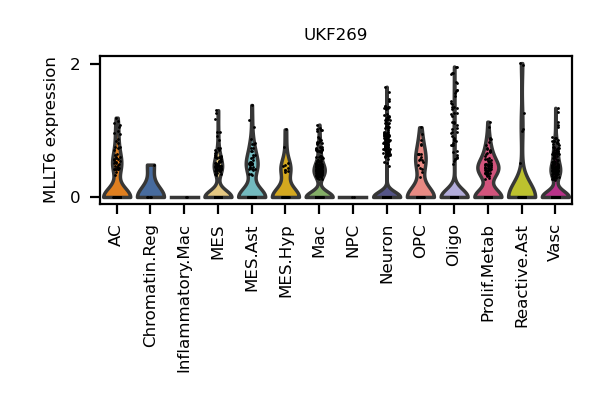 UKF269
MLLT6 expression
2
0
AC
Chromatin.Reg
Inflammatory.Mac
MES
MES.Ast
MES.Hyp
Mac
NPC
Neuron
OPC
Oligo
Prolif.Metab
Reactive.Ast
Vasc